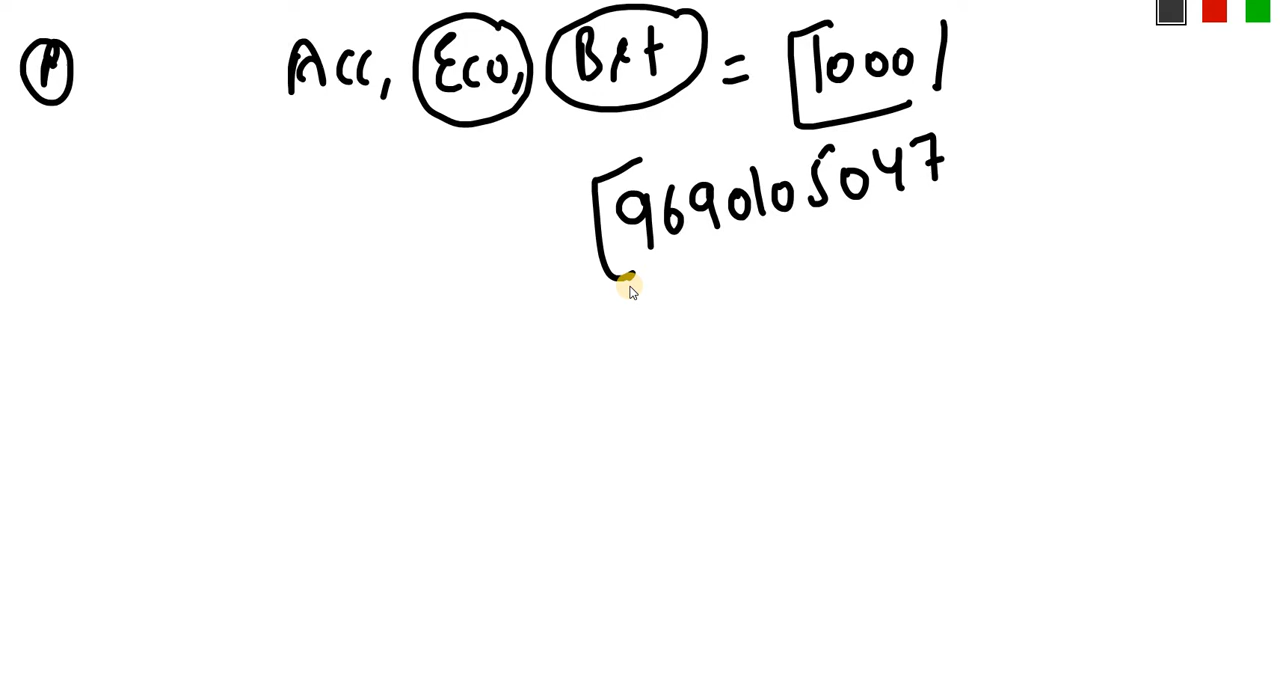 P Acc, Eco, Bst = 1000/
9690105047